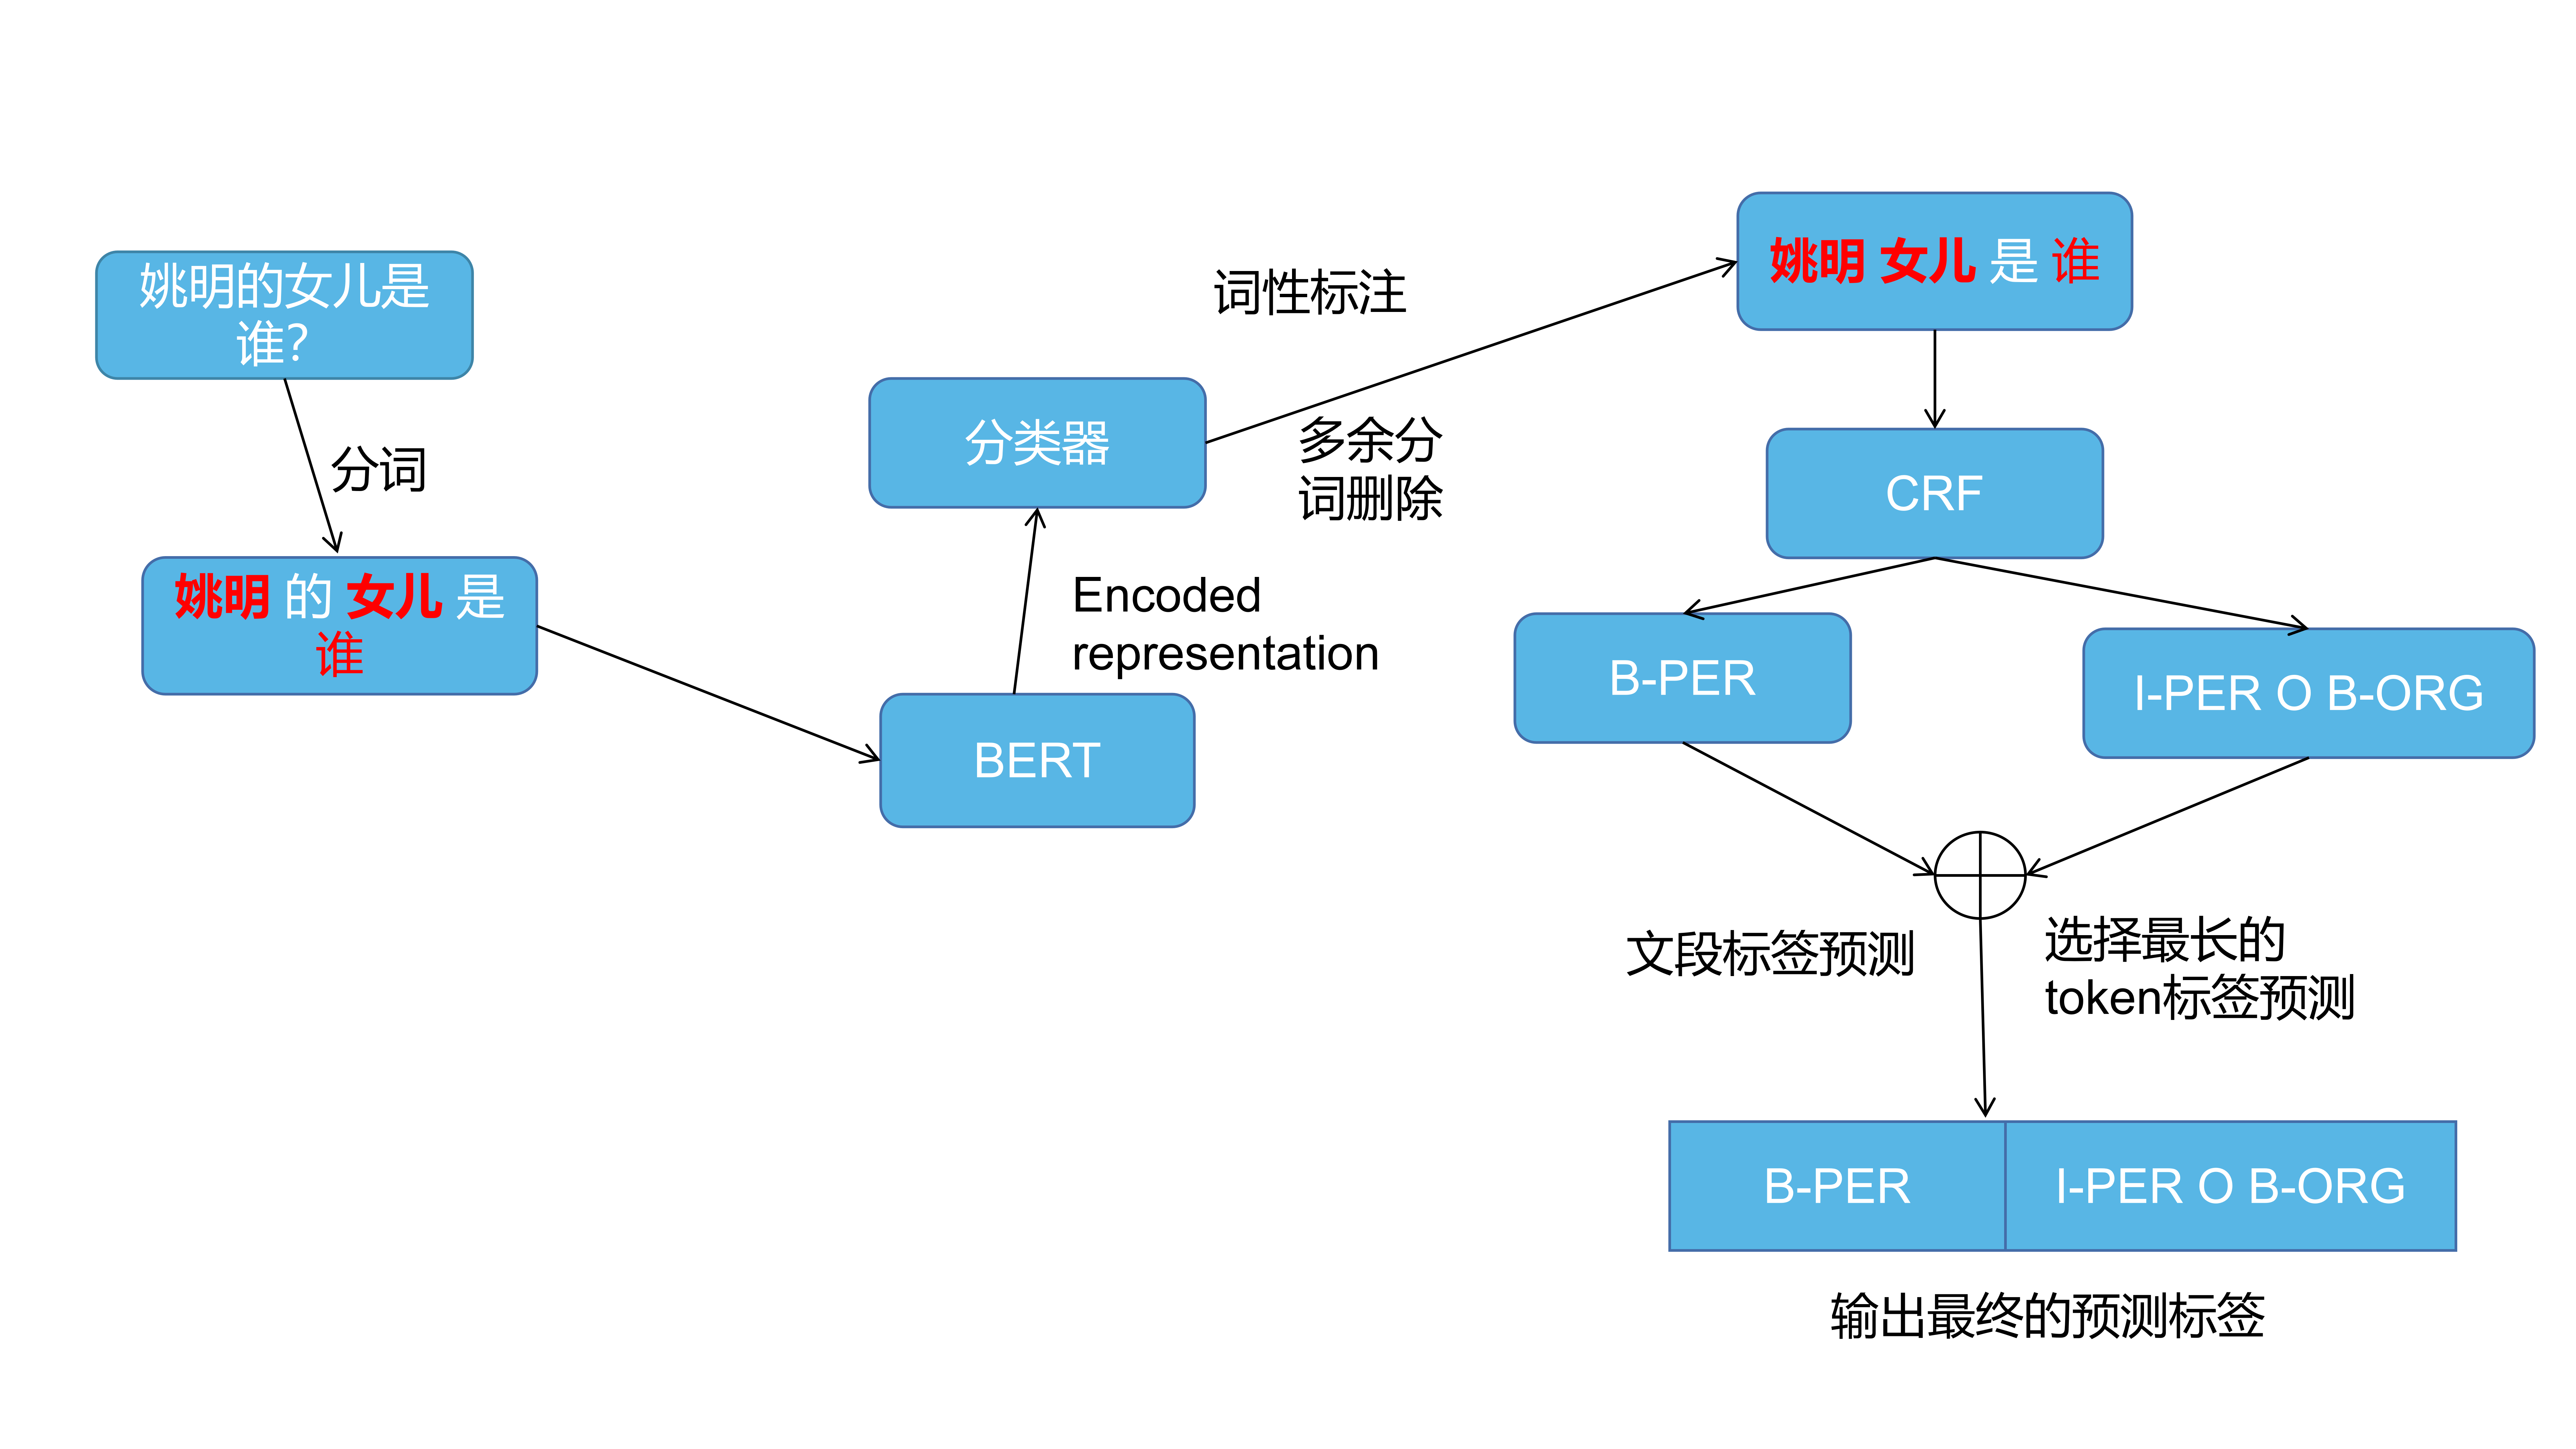 姚明的女儿是
谁？
分词
姚明 的 女儿 是
谁
BERT
Encoded
representation
分类器
词性标注
多余分
词删除
姚明 女儿 是 谁
CRF
B-PER
I-PER O B-ORG
文段标签预测
选择最长的
token标签预测
B-PER
I-PER O B-ORG
输出最终的预测标签